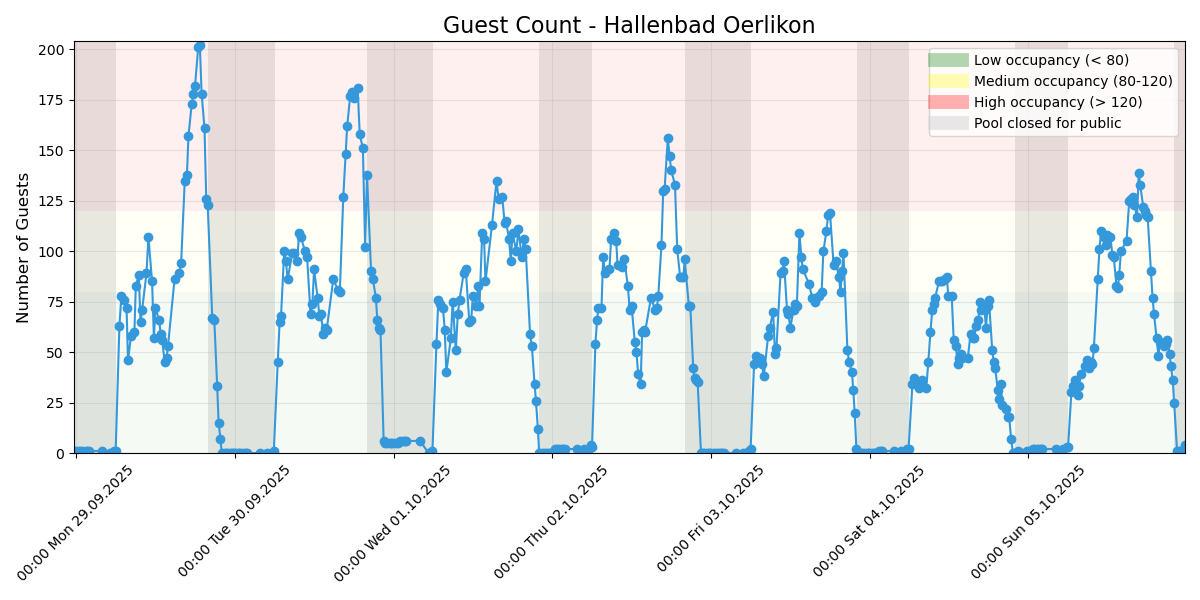 Guest Count - Hallenbad Oerlikon
Number of Guests
200
175
150
125
100
75
50
25
0
Low occupancy (< 80)
Medium occupancy (80-120)
High occupancy (> 120)
Pool closed for public
00:00 Mon 29.09.2025
00:00 Tue 30.09.2025
00:00 Wed 01.10.2025
00:00 Thu 02.10.2025
00:00 Fri 03.10.2025
00:00 Sat 04.10.2025
00:00 Sun 05.10.2025